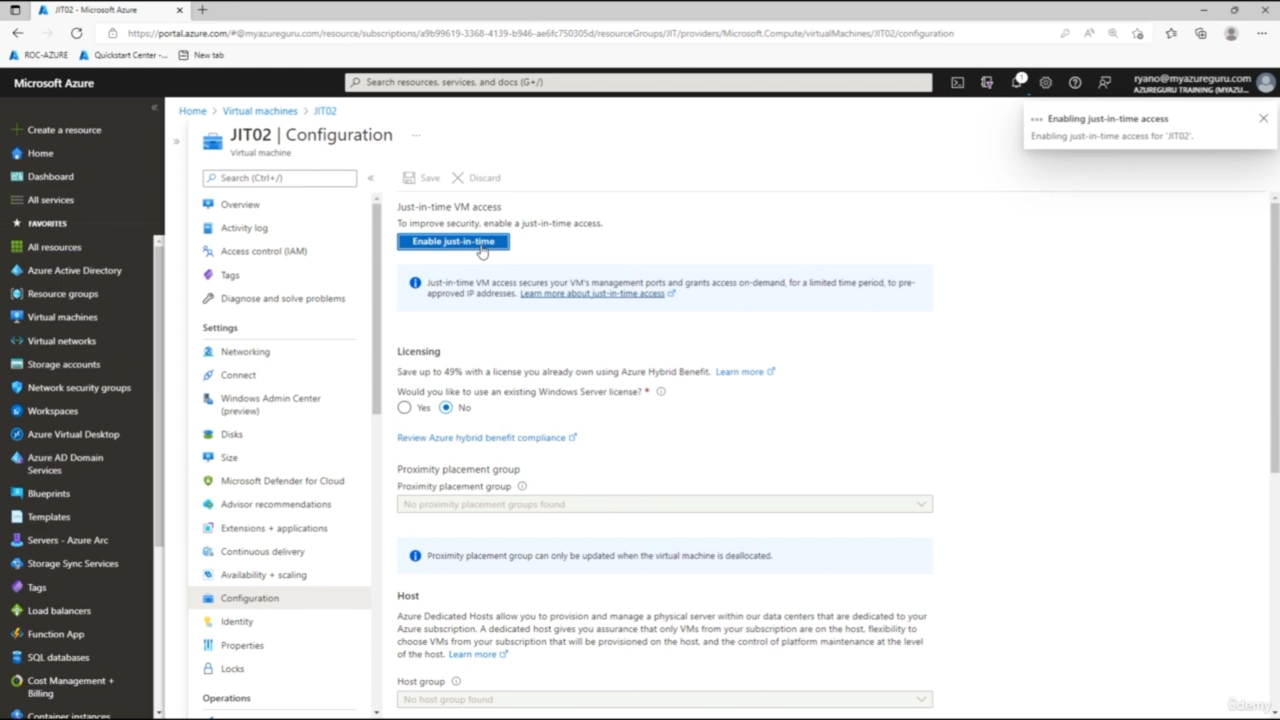 JIT02 - Microsoft Azure
https://portal.azure.com/#@myazureguru.com/resource/subscriptions/a9b99619-3368-4139-b946-ae6fc750305d/resourceGroups/JIT/providers/Microsoft.Compute/virtualMachines/JIT02/configuration
ROC-AZURE
Quickstart Center -...
New tab
Microsoft Azure
Search resources, services, and docs (G+/)
1
ryano@myazureguru.com
AZUREGURU TRAINING (MYAZU...
Create a resource
Home
Dashboard
All services
FAVORITES
All resources
Azure Active Directory
Resource groups
Virtual machines
Virtual networks
Storage accounts
Network security groups
Workspaces
Azure Virtual Desktop
Azure AD Domain
Services
Blueprints
Templates
Servers - Azure Arc
Storage Sync Services
Tags
Load balancers
Function App
SQL databases
Cost Management +
Billing
Container instances
Home > Virtual machines > JIT02
JIT02 | Configuration
Virtual machine
Search (Ctrl+/)
Overview
Activity log
Access control (IAM)
Tags
Diagnose and solve problems
Settings
Networking
Connect
Windows Admin Center
(preview)
Disks
Size
Microsoft Defender for Cloud
Advisor recommendations
Extensions + applications
Continuous delivery
Availability + scaling
Configuration
Identity
Properties
Locks
Operations
Save
Discard
Just-in-time VM access
To improve security, enable a just-in-time access.
Enable just-in-time
Just-in-time VM access secures your VM's management ports and grants access on-demand, for a limited time period, to pre-
approved IP addresses. Learn more about just-in-time access
Licensing
Save up to 49% with a license you already own using Azure Hybrid Benefit. Learn more
Would you like to use an existing Windows Server license? *
Yes No
Review Azure hybrid benefit compliance
Proximity placement group
Proximity placement group
No proximity placement groups found
Proximity placement group can only be updated when the virtual machine is deallocated.
Host
Azure Dedicated Hosts allow you to provision and manage a physical server within our data centers that are dedicated to your
Azure subscription. A dedicated host gives you assurance that only VMs from your subscription are on the host, flexibility to
choose VMs from your subscription that will be provisioned on the host, and the control of platform maintenance at the level
of the host. Learn more
Host group
No host group found
Enabling just-in-time access
Enabling just-in-time access for 'JIT02'.
Udemy